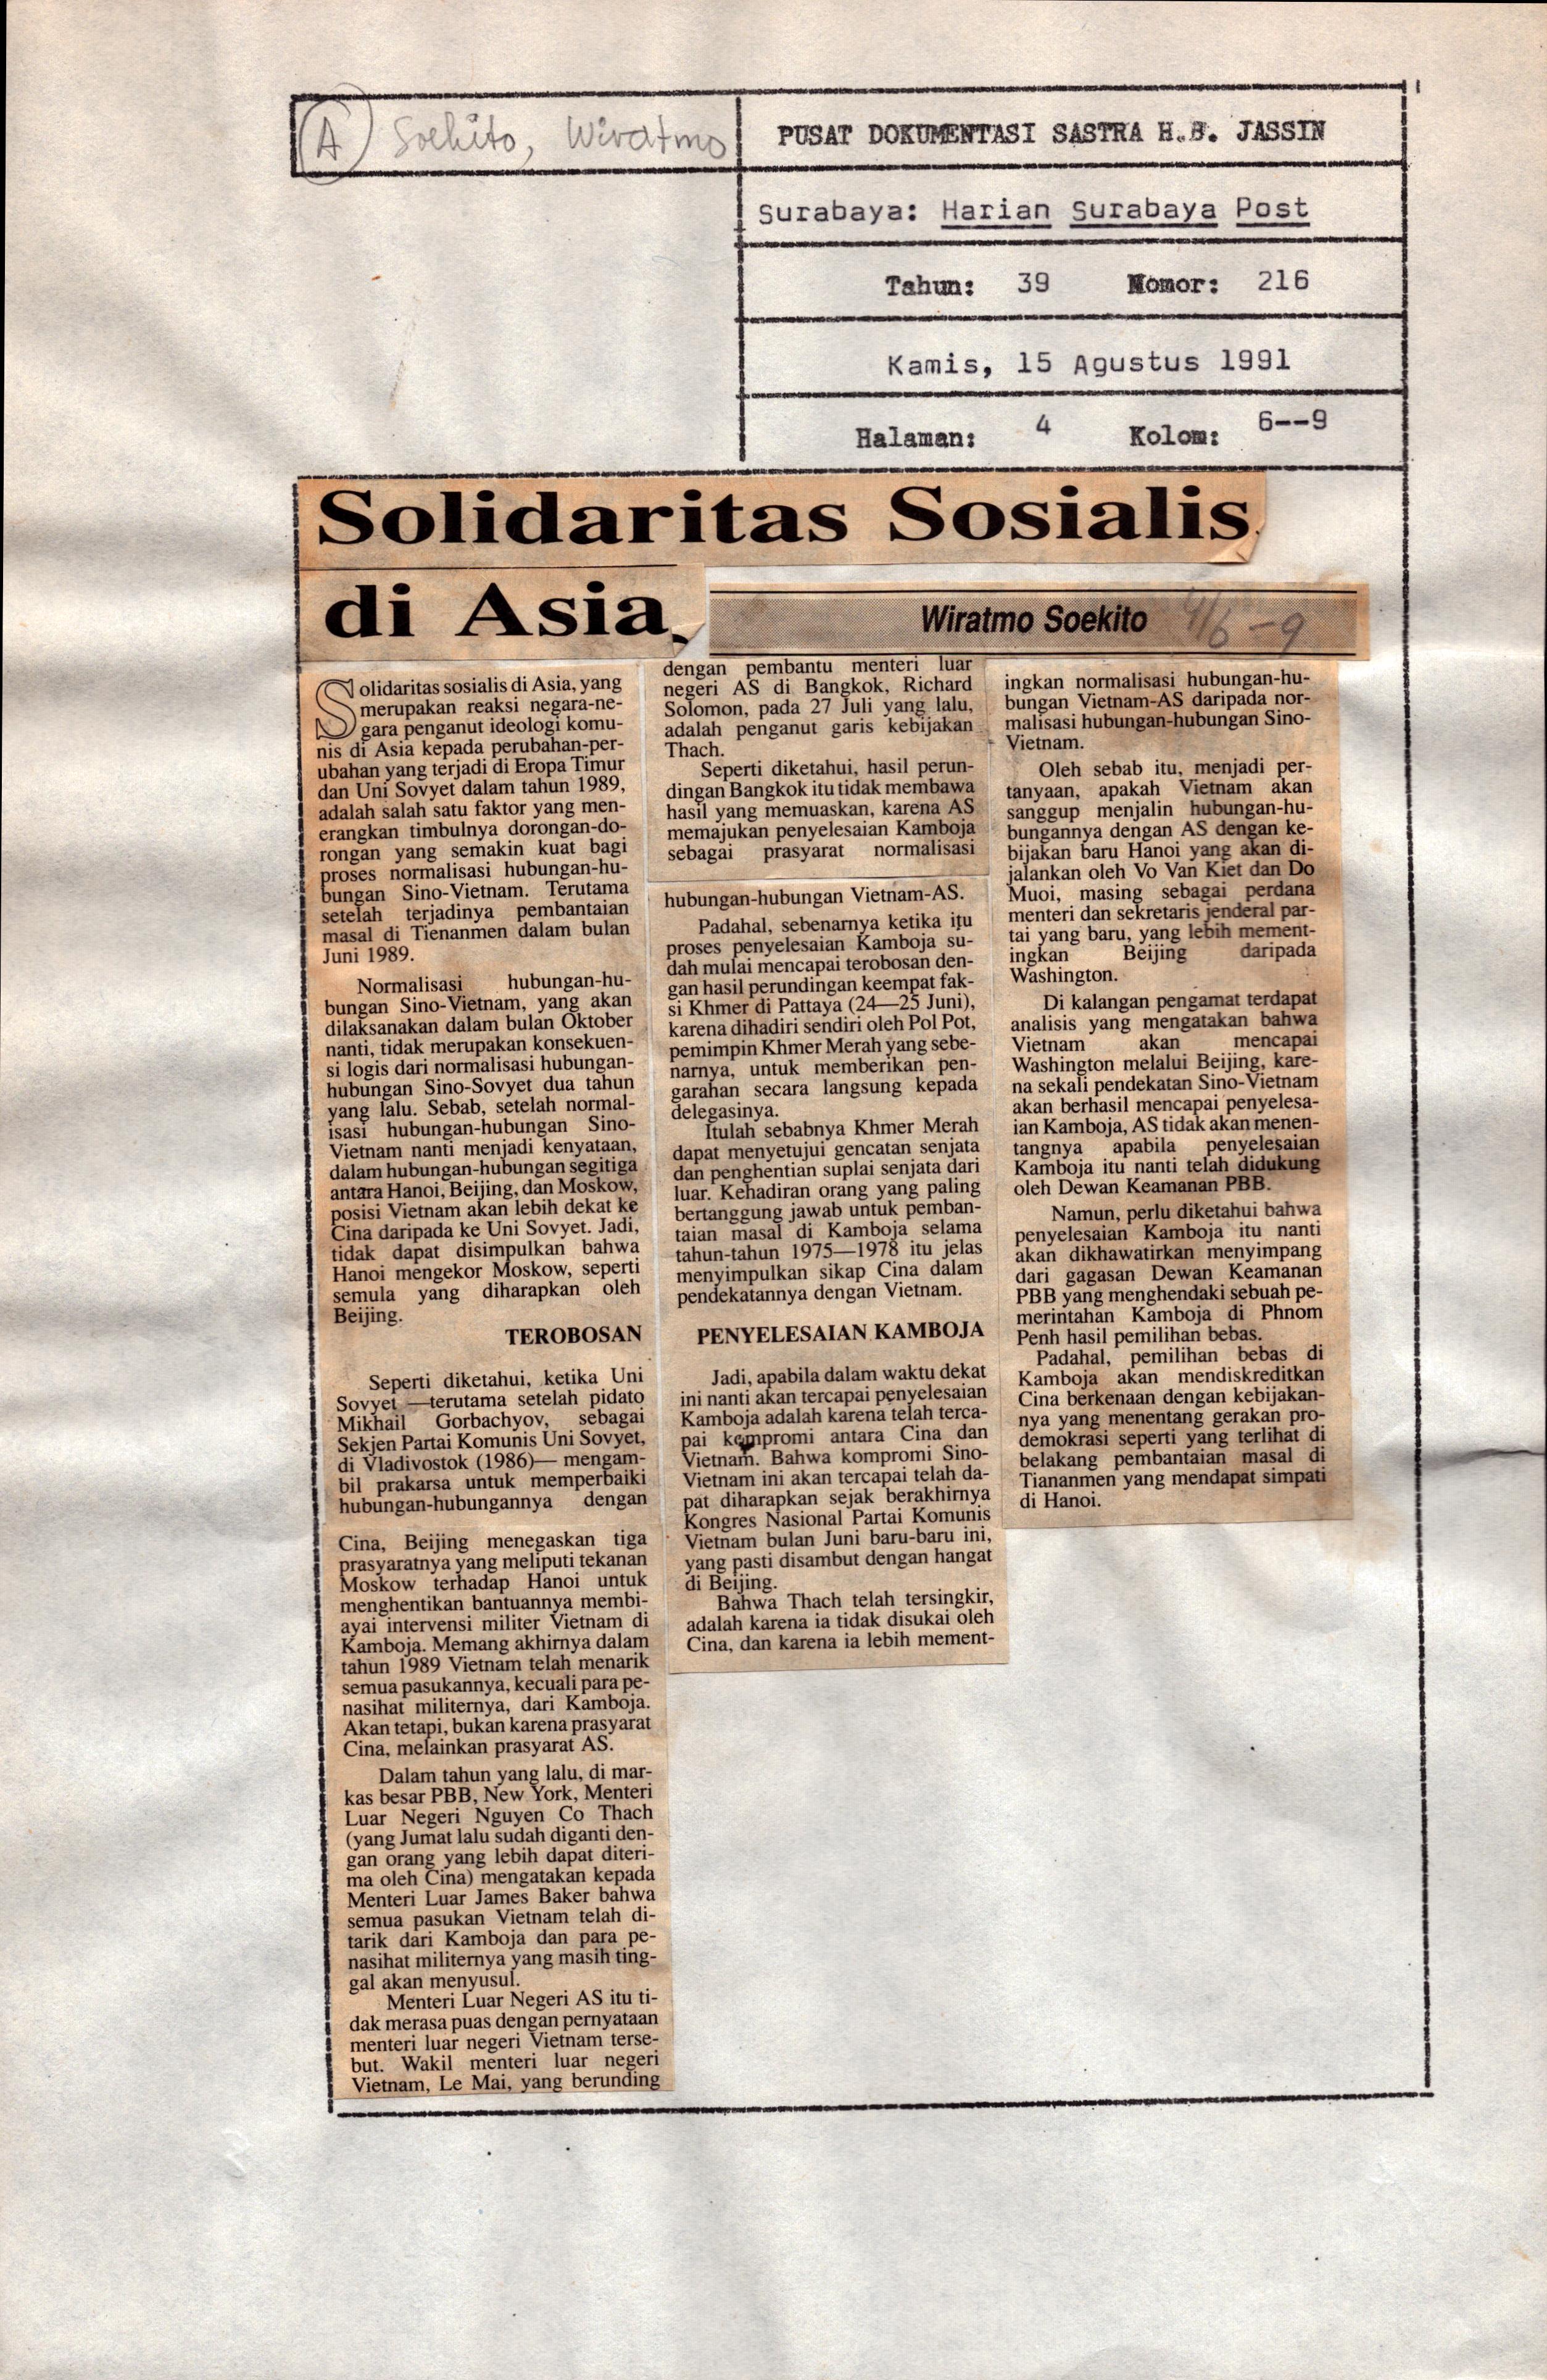 (A) Soekito, Wiratmo
PUSAT DOKUMENTASI SASTRA H.B. JASSIN
Surabaya: Harian Surabaya Post
Tahun: 39 Nomor: 216
Kamis, 15 Agustus 1991
Halaman: 4 Kolom: 6--9
Solidaritas Sosialis
di Asia
Wiratmo Soekito
4/6-9
Solidaritas sosialis di Asia, yang
merupakan reaksi negara-ne-
gara penganut ideologi komu-
nis di Asia kepada perubahan-per-
ubahan yang terjadi di Eropa Timur
dan Uni Sovyet dalam tahun 1989,
adalah salah satu faktor yang men-
erangkan timbulnya dorongan-do-
rongan yang semakin kuat bagi
proses normalisasi hubungan-hu-
bungan Sino-Vietnam. Terutama
setelah terjadinya pembantaian
masal di Tienanmen dalam bulan
Juni 1989.
Normalisasi hubungan-hu-
bungan Sino-Vietnam, yang akan
dilaksanakan dalam bulan Oktober
nanti, tidak merupakan konsekuen-
si logis dari normalisasi hubungan-
hubungan Sino-Sovyet dua tahun
yang lalu. Sebab, setelah normal-
isasi hubungan-hubungan Sino-
Vietnam nanti menjadi kenyataan,
dalam hubungan-hubungan segitiga
antara Hanoi, Beijing, dan Moskow,
posisi Vietnam akan lebih dekat ke
Cina daripada ke Uni Sovyet. Jadi,
tidak dapat disimpulkan bahwa
Hanoi mengekor Moskow, seperti
semula yang diharapkan oleh
Beijing.
TEROBOSAN
Seperti diketahui, ketika Uni
Sovyet —terutama setelah pidato
Mikhail Gorbachyov, sebagai
Sekjen Partai Komunis Uni Sovyet,
di Vladivostok (1986)— mengam-
bil prakarsa untuk memperbaiki
hubungan-hubungannya dengan
Cina, Beijing menegaskan tiga
prasyaratnya yang meliputi tekanan
Moskow terhadap Hanoi untuk
menghentikan bantuannya membi-
ayai intervensi militer Vietnam di
Kamboja. Memang akhirnya dalam
tahun 1989 Vietnam telah menarik
semua pasukannya, kecuali para pe-
nasihat militernya, dari Kamboja.
Akan tetapi, bukan karena prasyarat
Cina, melainkan prasyarat AS.
Dalam tahun yang lalu, di mar-
kas besar PBB, New York, Menteri
Luar Negeri Nguyen Co Thach
(yang Jumat lalu sudah diganti den-
gan orang yang lebih dapat diteri-
ma oleh Cina) mengatakan kepada
Menteri Luar James Baker bahwa
semua pasukan Vietnam telah di-
tarik dari Kamboja dan para pe-
nasihat militernya yang masih ting-
gal akan menyusul.
Menteri Luar Negeri AS itu ti-
dak merasa puas dengan pernyataan
menteri luar negeri Vietnam terse-
but. Wakil menteri luar negeri
Vietnam, Le Mai, yang berunding
dengan pembantu menteri luar
negeri AS di Bangkok, Richard
Solomon, pada 27 Juli yang lalu,
adalah penganut garis kebijakan
Thach.
Seperti diketahui, hasil perun-
dingan Bangkok itu tidak membawa
hasil yang memuaskan, karena AS
memajukan penyelesaian Kamboja
sebagai prasyarat normalisasi
hubungan-hubungan Vietnam-AS.
Padahal, sebenarnya ketika itu
proses penyelesaian Kamboja su-
dah mulai mencapai terobosan den-
gan hasil perundingan keempat fak-
si Khmer di Pattaya (24—25 Juni),
karena dihadiri sendiri oleh Pol Pot,
pemimpin Khmer Merah yang sebe-
narnya, untuk memberikan pen-
garahan secara langsung kepada
delegasinya.
Itulah sebabnya Khmer Merah
dapat menyetujui gencatan senjata
dan penghentian suplai senjata dari
luar. Kehadiran orang yang paling
bertanggung jawab untuk pemban-
taian masal di Kamboja selama
tahun-tahun 1975—1978 itu jelas
menyimpulkan sikap Cina dalam
pendekatannya dengan Vietnam.
PENYELESAIAN KAMBOJA
Jadi, apabila dalam waktu dekat
ini nanti akan tercapai penyelesaian
Kamboja adalah karena telah terca-
pai kompromi antara Cina dan
Vietnam. Bahwa kompromi Sino-
Vietnam ini akan tercapai telah da-
pat diharapkan sejak berakhirnya
Kongres Nasional Partai Komunis
Vietnam bulan Juni baru-baru ini,
yang pasti disambut dengan hangat
di Beijing.
Bahwa Thach telah tersingkir,
adalah karena ia tidak disukai oleh
Cina, dan karena ia lebih mement-
ingkan normalisasi hubungan-hu-
bungan Vietnam-AS daripada nor-
malisasi hubungan-hubungan Sino-
Vietnam.
Oleh sebab itu, menjadi per-
tanyaan, apakah Vietnam akan
sanggup menjalin hubungan-hu-
bungannya dengan AS dengan ke-
bijakan baru Hanoi yang akan di-
jalankan oleh Vo Van Kiet dan Do
Muoi, masing sebagai perdana
menteri dan sekretaris jenderal par-
tai yang baru, yang lebih mement-
ingkan Beijing daripada
Washington.
Di kalangan pengamat terdapat
analisis yang mengatakan bahwa
Vietnam akan mencapai
Washington melalui Beijing, kare-
na sekali pendekatan Sino-Vietnam
akan berhasil mencapai penyelesa-
ian Kamboja, AS tidak akan menen-
tangnya apabila penyelesaian
Kamboja itu nanti telah didukung
oleh Dewan Keamanan PBB.
Namun, perlu diketahui bahwa
penyelesaian Kamboja itu nanti
akan dikhawatirkan menyimpang
dari gagasan Dewan Keamanan
PBB yang menghendaki sebuah pe-
merintahan Kamboja di Phnom
Penh hasil pemilihan bebas.
Padahal, pemilihan bebas di
Kamboja akan mendiskreditkan
Cina berkenaan dengan kebijakan-
nya yang menentang gerakan pro-
demokrasi seperti yang terlihat di
belakang pembantaian masal di
Tiananmen yang mendapat simpati
di Hanoi.